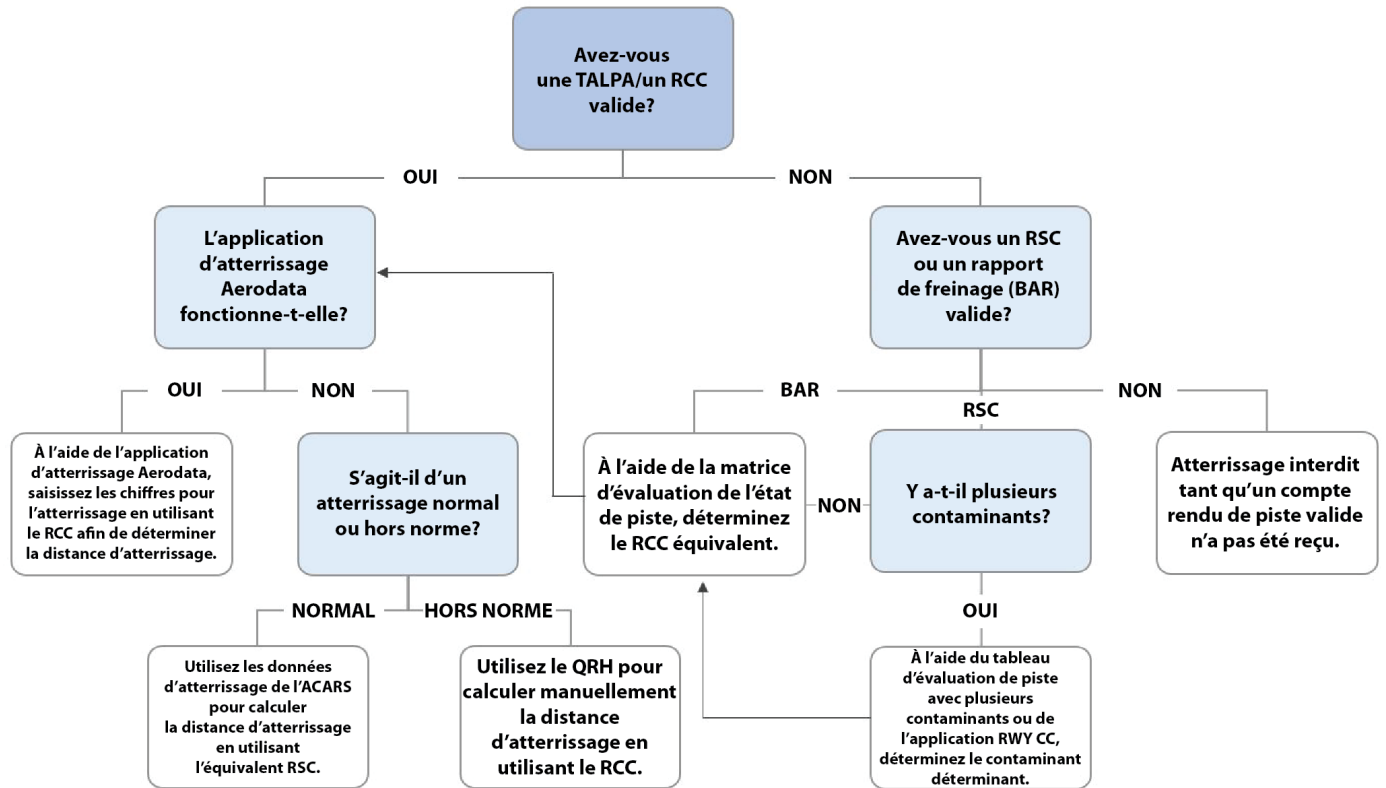 Avez-vous
une TALPA/un RCC
valide?
OUI
NON
L'application
d'atterrissage
Aerodata
fonctionne-t-elle?
Avez-vous un RSC
ou un rapport
de freinage (BAR)
valide?
OUI
NON
BAR
RSC
NON
À l'aide de l'application
d'atterrissage Aerodata,
saisissez les chiffres pour
l'atterrissage en utilisant
le RCC afin de déterminer
la distance d'atterrissage.
S'agit-il d'un
atterrissage normal
ou hors norme?
À l'aide de la matrice
d'évaluation de l'état
de piste, déterminez
le RCC équivalent.
NON
Y a-t-il plusieurs
contaminants?
Atterrissage interdit
tant qu'un compte
rendu de piste valide
n'a pas été reçu.
NORMAL
HORS NORME
OUI
Utilisez les données
d'atterrissage de l'ACARS
pour calculer
la distance d'atterrissage
en utilisant
l'équivalent RSC.
Utilisez le QRH pour
calculer manuellement
la distance
d'atterrissage en
utilisant le RCC.
À l'aide du tableau
d'évaluation de piste
avec plusieurs
contaminants ou de
l'application RWY CC,
déterminez le contaminant
déterminant.